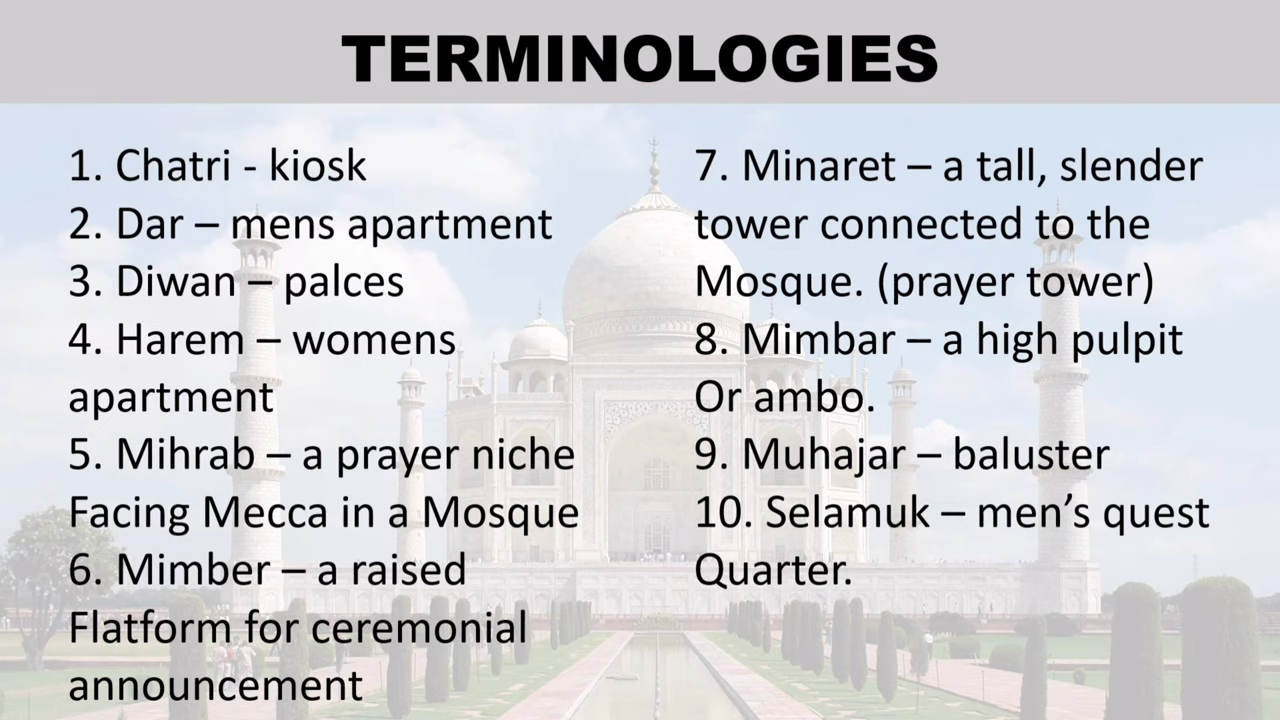 TERMINOLOGIES
1. Chatri - kiosk
2. Dar – mens apartment
3. Diwan – palces
4. Harem – womens
apartment
5. Mihrab – a prayer niche
Facing Mecca in a Mosque
6. Mimber – a raised
Flatform for ceremonial
announcement
7. Minaret – a tall, slender
tower connected to the
Mosque. (prayer tower)
8. Mimbar – a high pulpit
Or ambo.
9. Muhajar – baluster
10. Selamuk – men’s quest
Quarter.